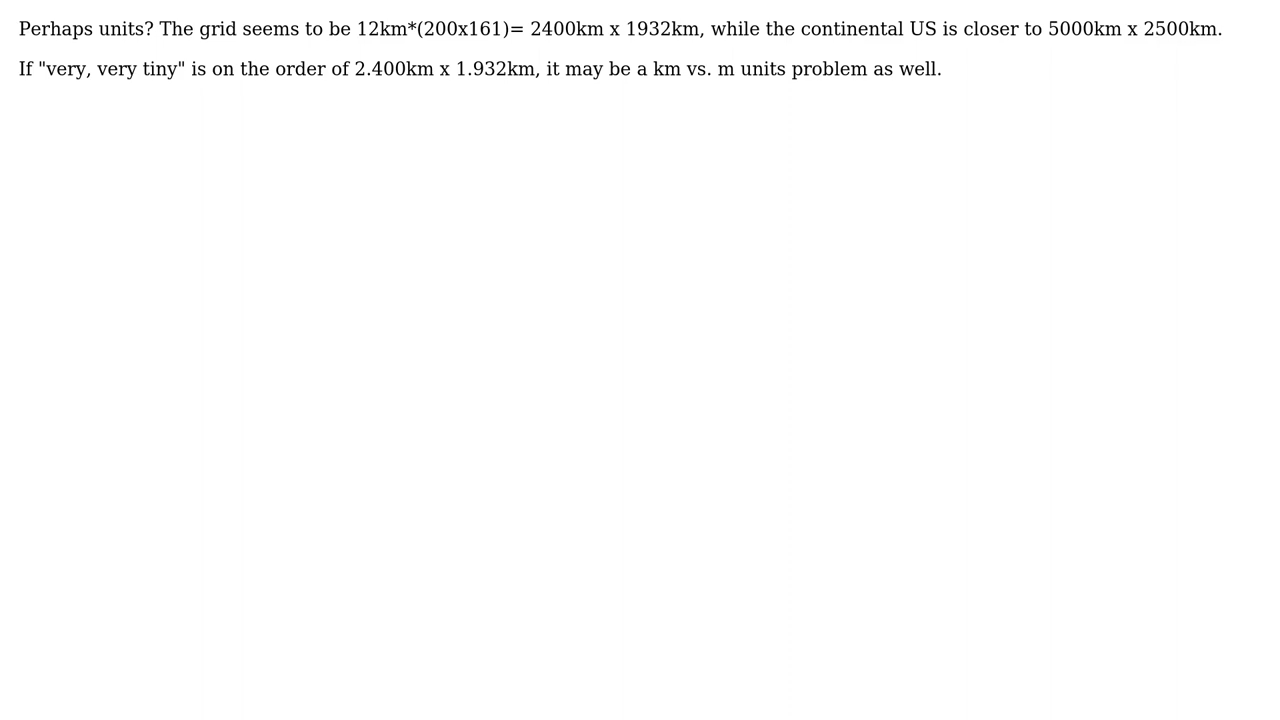 Perhaps units? The grid seems to be 12km*(200x161)= 2400km x 1932km, while the continental US is closer to 5000km x 2500km.
If "very, very tiny" is on the order of 2.400km x 1.932km, it may be a km vs. m units problem as well.